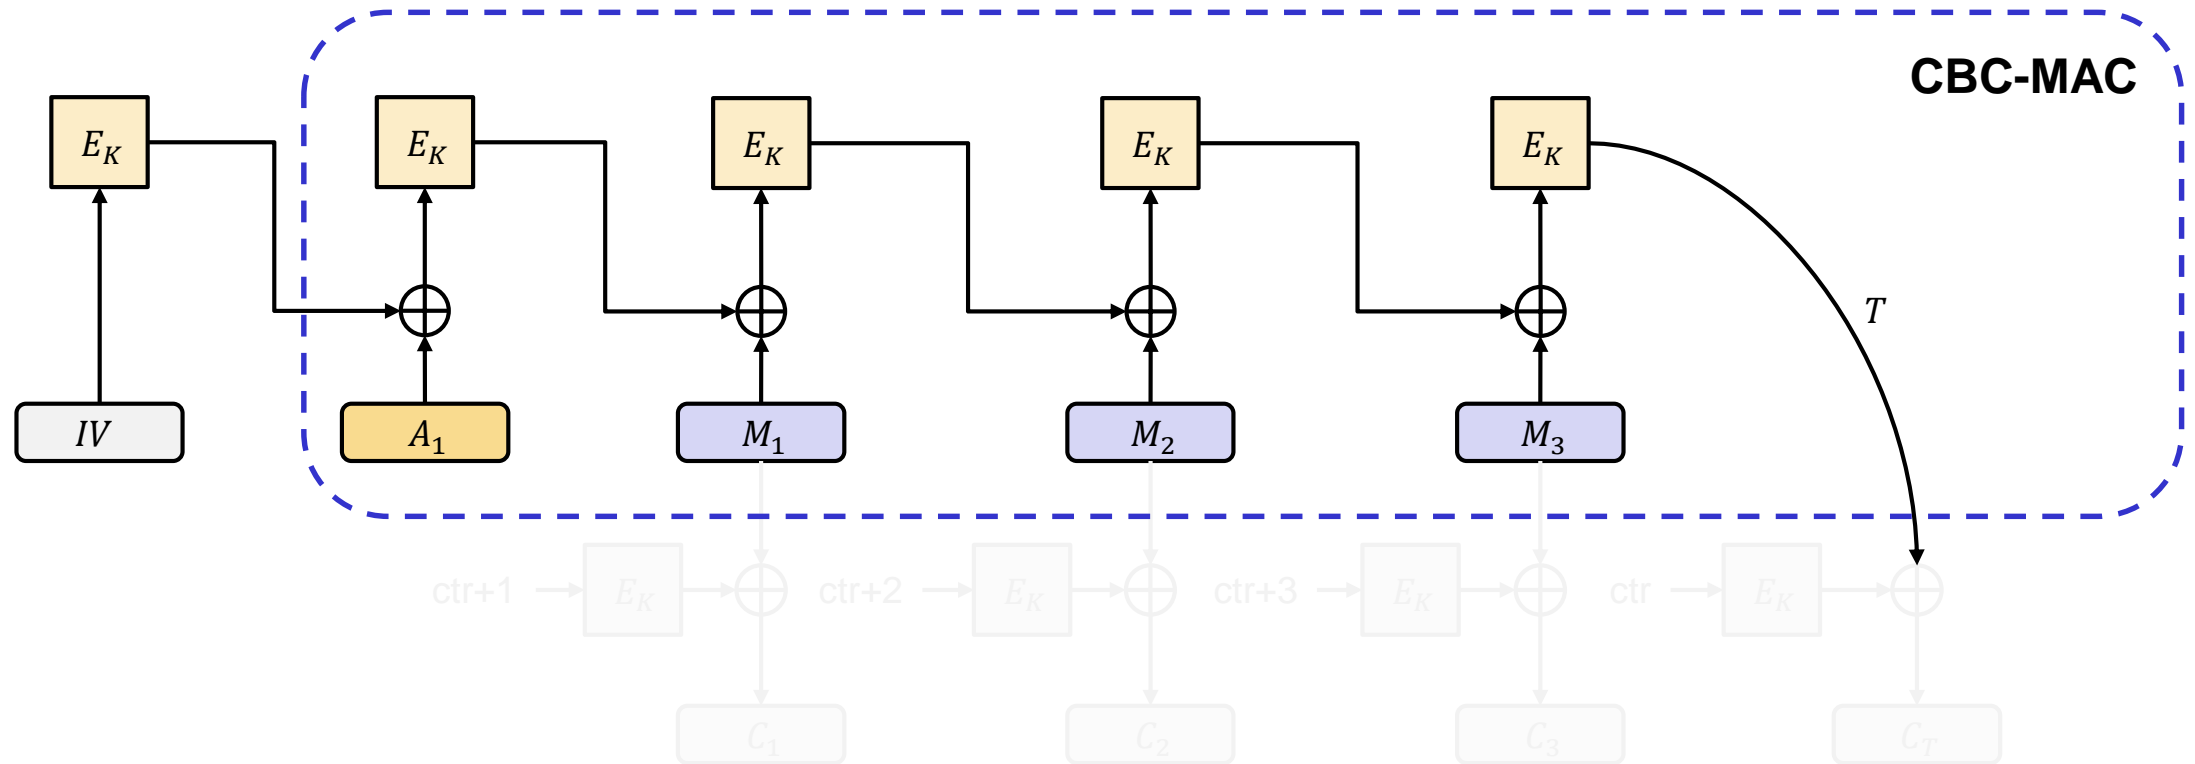 CBC-MAC
E_K E_K E_K E_K E_K
T
IV A_1 M_1 M_2 M_3
ctr+1 E_K ctr+2 E_K ctr+3 E_K ctr E_K
C_1 C_2 C_3 C_T